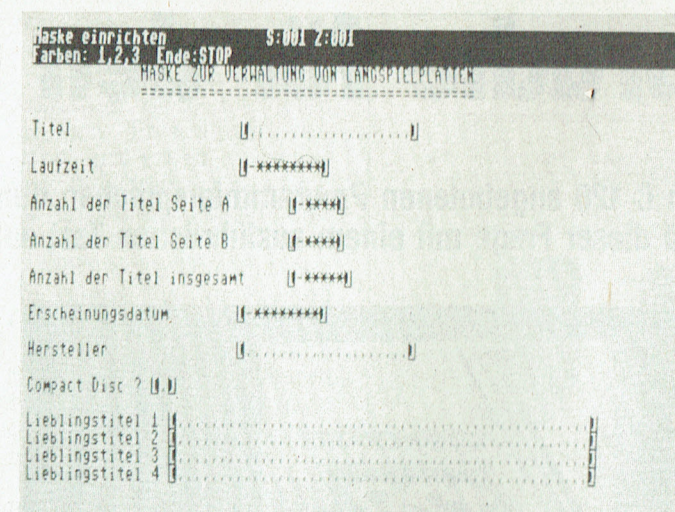 Maske einrichten S:001 Z:001
Farben: 1,2,3 Ende:STOP
MASKE ZUR VERWALTUNG VON LANGSPIELPLATTEN
========================================
Titel [....................]
Laufzeit [-********]
Anzahl der Titel Seite A [-****]
Anzahl der Titel Seite B [-****]
Anzahl der Titel insgesamt [-*****]
Erscheinungsdatum [-********]
Hersteller [....................]
Compact Disc ? [.]
Lieblingstitel 1 [..................................................]
Lieblingstitel 2 [..................................................]
Lieblingstitel 3 [..................................................]
Lieblingstitel 4 [..................................................]